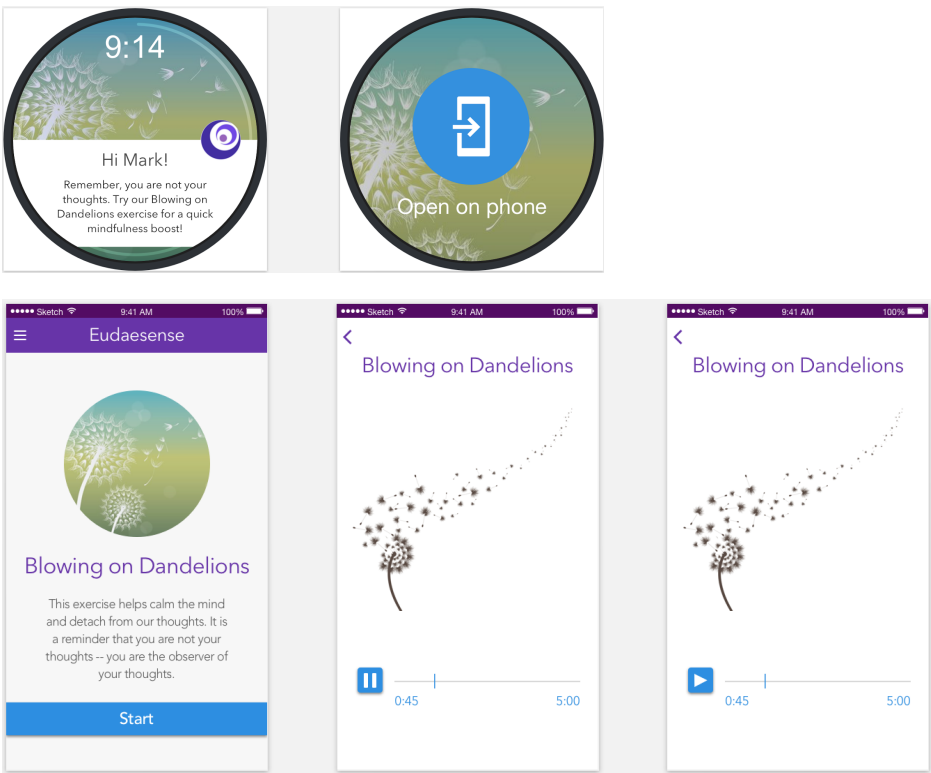 9:14
Hi Mark!
Remember, you are not your
thoughts. Try our Blowing on
Dandelions exercise for a quick
mindfulness boost!
Open on phone
Sketch 9:41 AM 100%
Eudaesense
Blowing on Dandelions
This exercise helps calm the mind
and detach from our thoughts. It is
a reminder that you are not your
thoughts -- you are the observer of
your thoughts.
Start
Sketch 9:41 AM 100%
Blowing on Dandelions
0:45 5:00
Sketch 9:41 AM 100%
Blowing on Dandelions
0:45 5:00